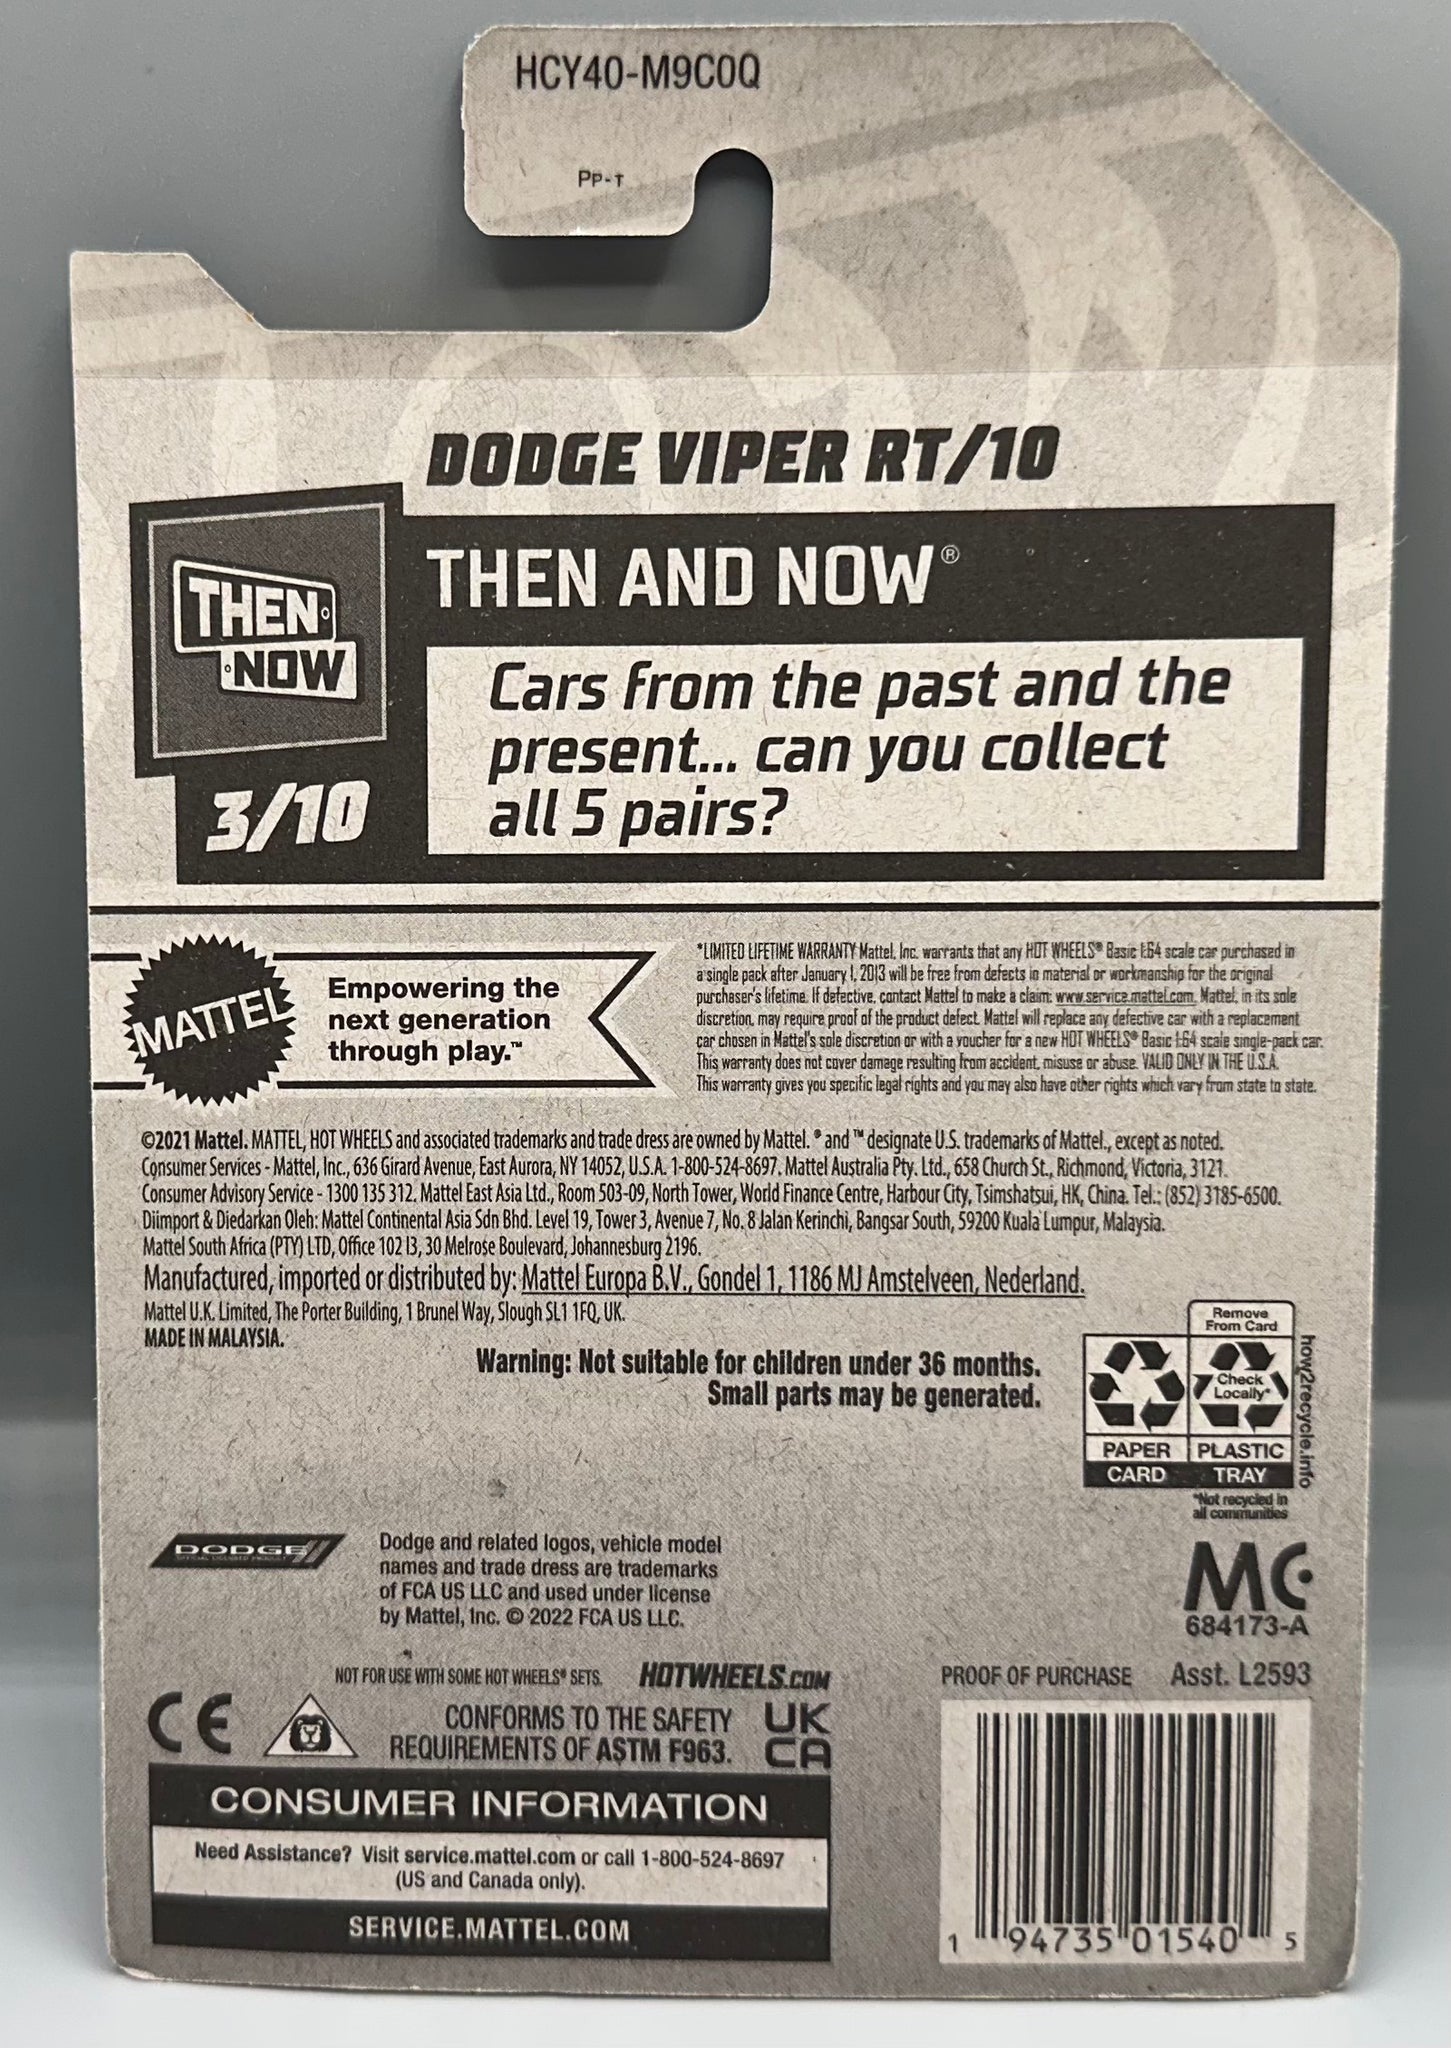 HCY40-M9C0Q
PP-T
DODGE VIPER RT/10
THEN AND NOW®
THEN
NOW
Cars from the past and the
present... can you collect
all 5 pairs?
3/10
MATTEL
Empowering the
next generation
through play.™
*LIMITED LIFETIME WARRANTY Mattel, Inc. warrants that any HOT WHEELS® Basic 1:64 scale car purchased in
a single pack after January 1, 2013 will be free from defects in material or workmanship for the original
purchaser's lifetime. If defective, contact Mattel to make a claim: www.service.mattel.com. Mattel, in its sole
discretion, may require proof of the product defect. Mattel will replace any defective car with a replacement
car chosen in Mattel's sole discretion or with a voucher for a new HOT WHEELS® Basic 1:64 scale single-pack car.
This warranty does not cover damage resulting from accident, misuse or abuse. VALID ONLY IN THE U.S.A.
This warranty gives you specific legal rights and you may also have other rights which vary from state to state.
©2021 Mattel. MATTEL, HOT WHEELS and associated trademarks and trade dress are owned by Mattel. ® and ™ designate U.S. trademarks of Mattel., except as noted.
Consumer Services - Mattel, Inc., 636 Girard Avenue, East Aurora, NY 14052, U.S.A. 1-800-524-8697. Mattel Australia Pty. Ltd., 658 Church St., Richmond, Victoria, 3121.
Consumer Advisory Service - 1300 135 312. Mattel East Asia Ltd., Room 503-09, North Tower, World Finance Centre, Harbour City, Tsimshatsui, HK, China. Tel.: (852) 3185-6500.
Diimport & Diedarkan Oleh: Mattel Continental Asia Sdn Bhd. Level 19, Tower 3, Avenue 7, No. 8 Jalan Kerinchi, Bangsar South, 59200 Kuala Lumpur, Malaysia.
Mattel South Africa (PTY) LTD, Office 102 I3, 30 Melrose Boulevard, Johannesburg 2196.
Manufactured, imported or distributed by: Mattel Europa B.V., Gondel 1, 1186 MJ Amstelveen, Nederland.
Mattel U.K. Limited, The Porter Building, 1 Brunel Way, Slough SL1 1FQ, UK.
MADE IN MALAYSIA.
Warning: Not suitable for children under 36 months.
Small parts may be generated.
Remove
From Card
Check
Locally*
PAPER PLASTIC
CARD TRAY
how2recycle.info
*Not recycled in
all communities
DODGE
OFFICIAL LICENSED PRODUCT
Dodge and related logos, vehicle model
names and trade dress are trademarks
of FCA US LLC and used under license
by Mattel, Inc. © 2022 FCA US LLC.
MC
684173-A
NOT FOR USE WITH SOME HOT WHEELS® SETS.
HOTWHEELS.COM
PROOF OF PURCHASE Asst. L2593
CE
CONFORMS TO THE SAFETY
REQUIREMENTS OF ASTM F963.
UK
CA
CONSUMER INFORMATION
Need Assistance? Visit service.mattel.com or call 1-800-524-8697
(US and Canada only).
SERVICE.MATTEL.COM
1 94735 01540 5